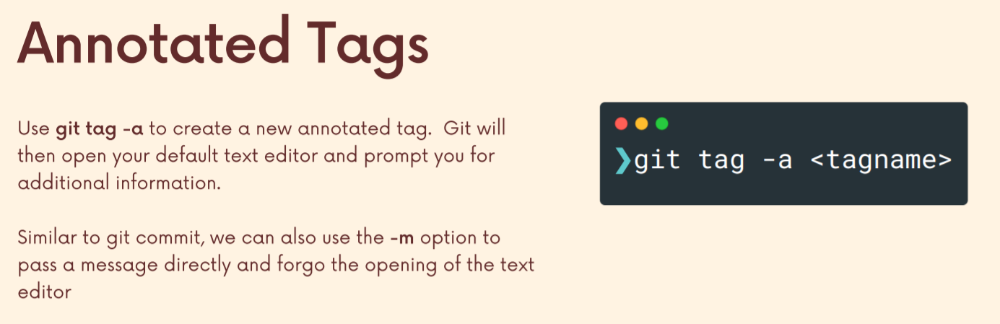 Annotated Tags
Use git tag -a to create a new annotated tag.  Git will
then open your default text editor and prompt you for
additional information.
Similar to git commit, we can also use the -m option to
pass a message directly and forgo the opening of the text
editor
❯git tag -a <tagname>